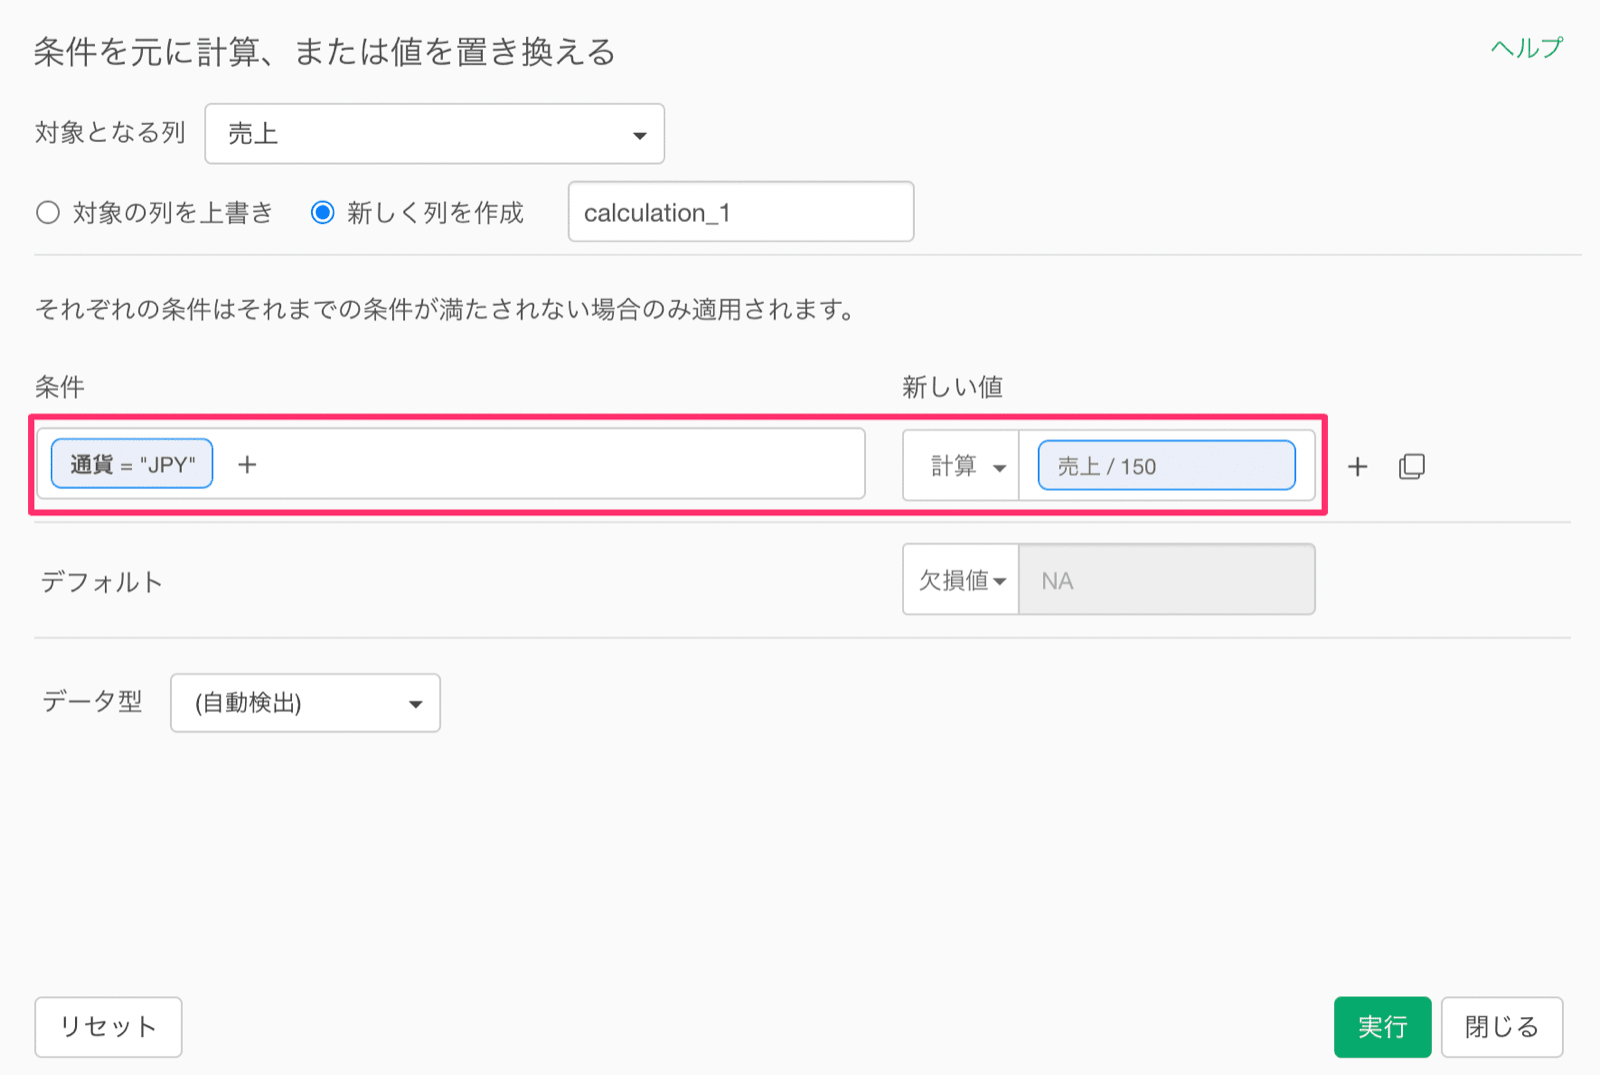 条件を元に計算、または値を置き換える
ヘルプ
対象となる列 売上
対象の列を上書き 新しく列を作成 calculation_1
それぞれの条件はそれまでの条件が満たされない場合のみ適用されます。
条件 新しい値
通貨 = "JPY" + 計算 売上 / 150 +
デフォルト 欠損値 NA
データ型 (自動検出)
リセット 実行 閉じる